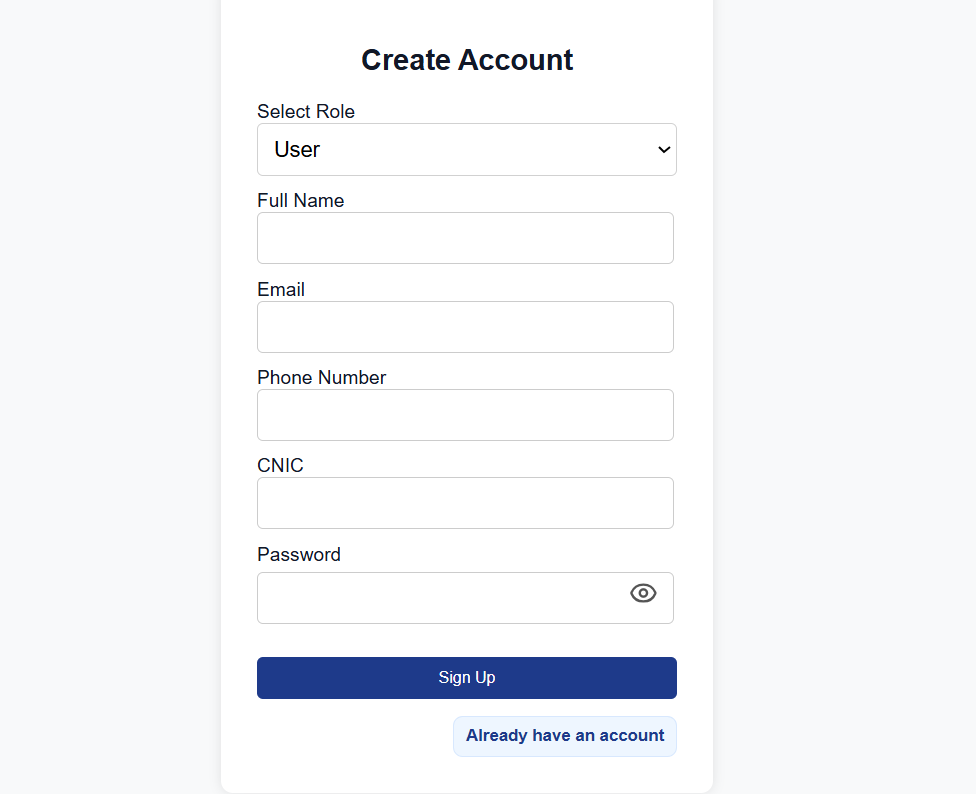 Create Account
Select Role
User
Full Name
Email
Phone Number
CNIC
Password
Sign Up
Already have an account